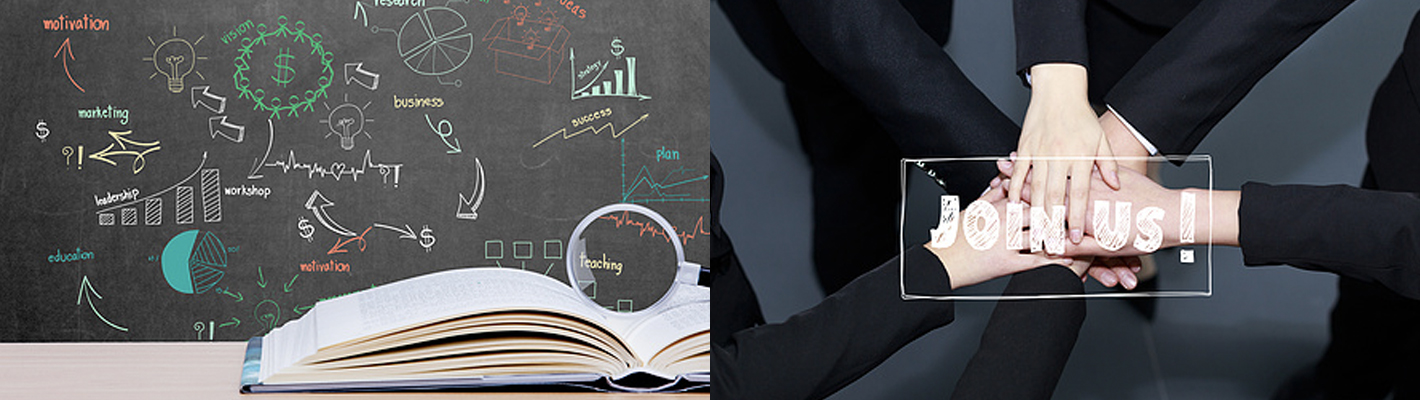 research
ideas
motivation
vision
$
$
strategy
business
marketing
success
$
?!
plan
leadership
workshop
?!
$
$
motivation
education
teaching
?!
JOIN US!